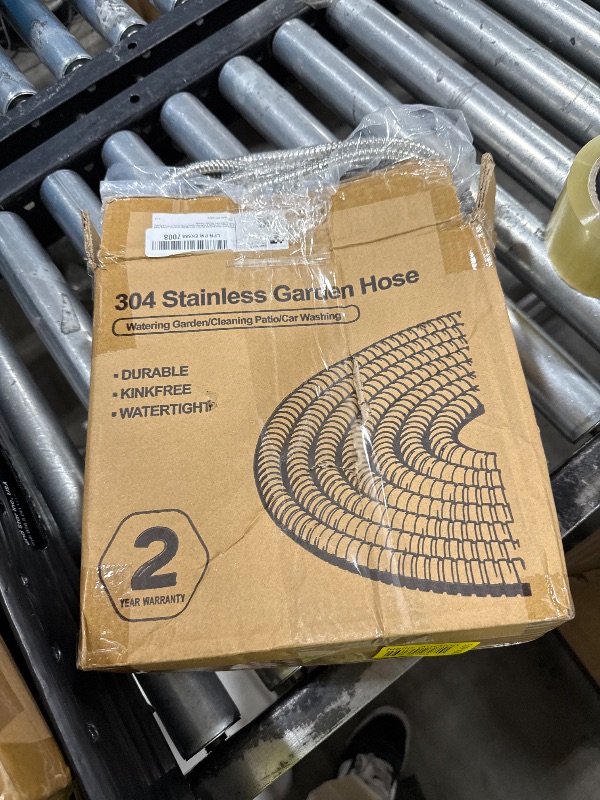 304 Stainless Garden Hose
Watering Garden/Cleaning Patio/Car Washing
▪ DURABLE
▪ KINKFREE
▪ WATERTIGHT
2
YEAR WARRANTY